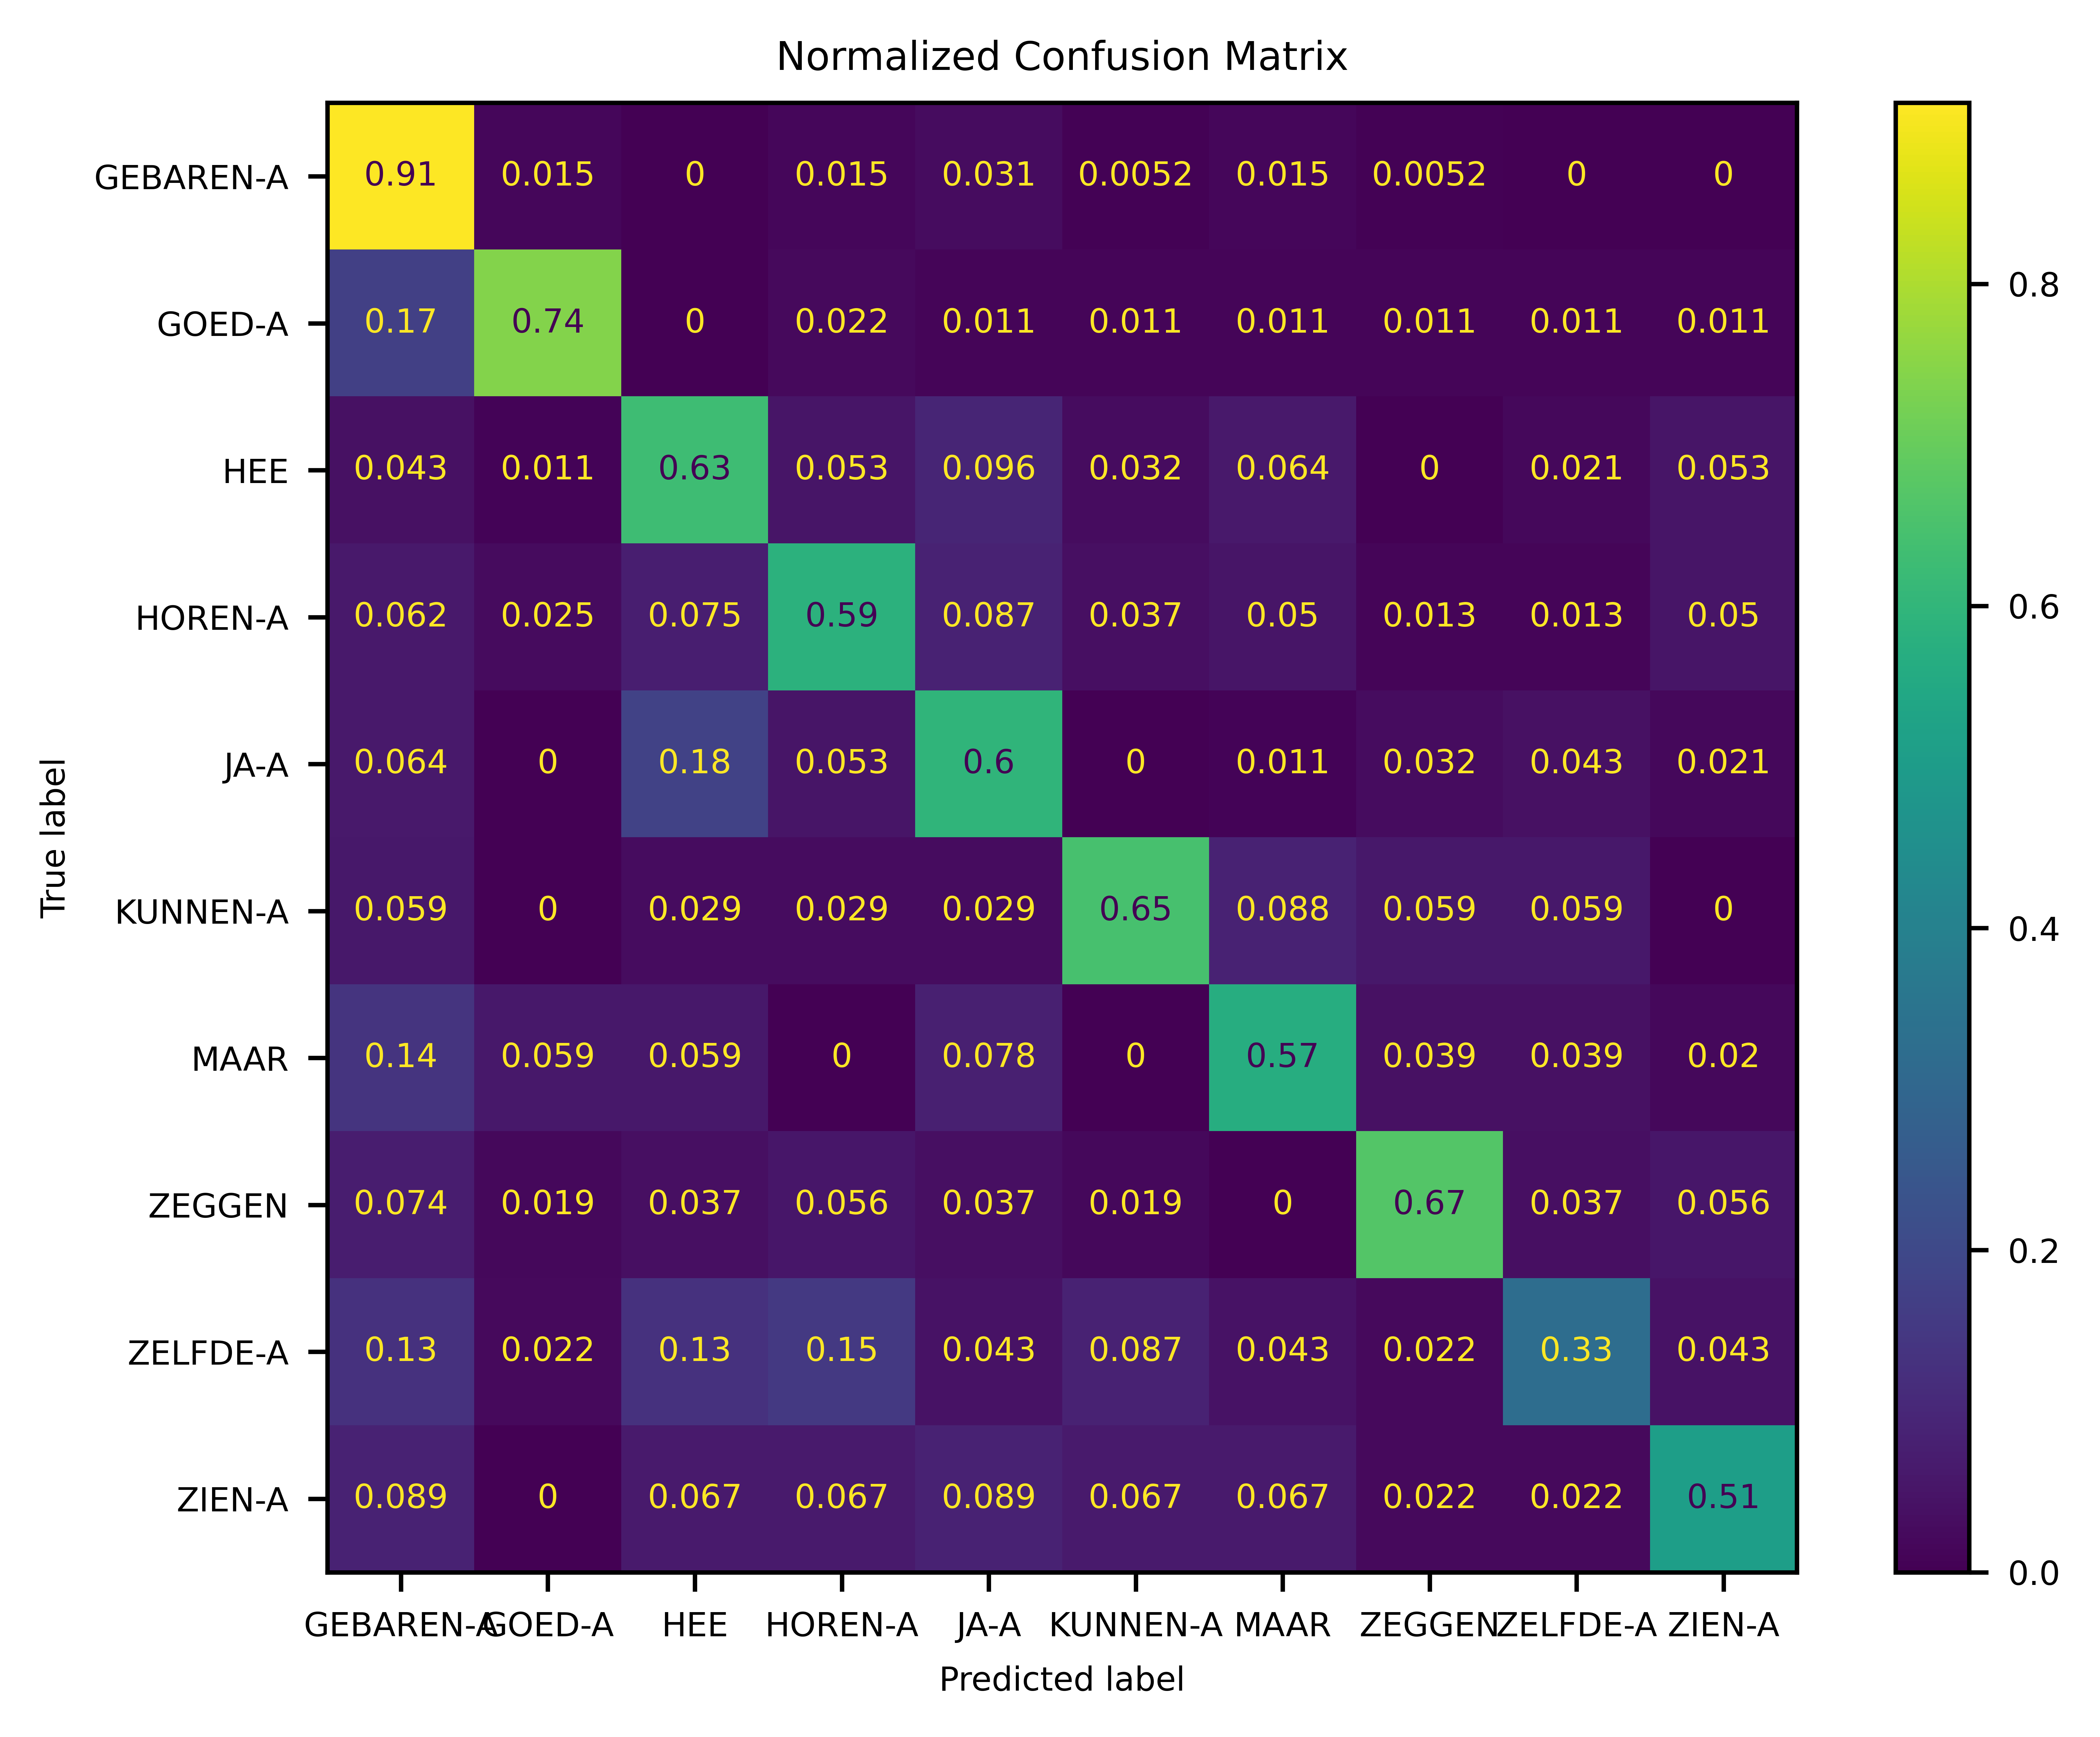 Normalized Confusion Matrix
GEBAREN-A 0.91 0.015 0 0.015 0.031 0.0052 0.015 0.0052 0 0
GOED-A 0.17 0.74 0 0.022 0.011 0.011 0.011 0.011 0.011 0.011
HEE 0.043 0.011 0.63 0.053 0.096 0.032 0.064 0 0.021 0.053
HOREN-A 0.062 0.025 0.075 0.59 0.087 0.037 0.05 0.013 0.013 0.05
JA-A 0.064 0 0.18 0.053 0.6 0 0.011 0.032 0.043 0.021
KUNNEN-A 0.059 0 0.029 0.029 0.029 0.65 0.088 0.059 0.059 0
MAAR 0.14 0.059 0.059 0 0.078 0 0.57 0.039 0.039 0.02
ZEGGEN 0.074 0.019 0.037 0.056 0.037 0.019 0 0.67 0.037 0.056
ZELFDE-A 0.13 0.022 0.13 0.15 0.043 0.087 0.043 0.022 0.33 0.043
ZIEN-A 0.089 0 0.067 0.067 0.089 0.067 0.067 0.022 0.022 0.51
GEBAREN-A GOED-A HEE HOREN-A JA-A KUNNEN-A MAAR ZEGGEN ZELFDE-A ZIEN-A
Predicted label
True label
0.8
0.6
0.4
0.2
0.0